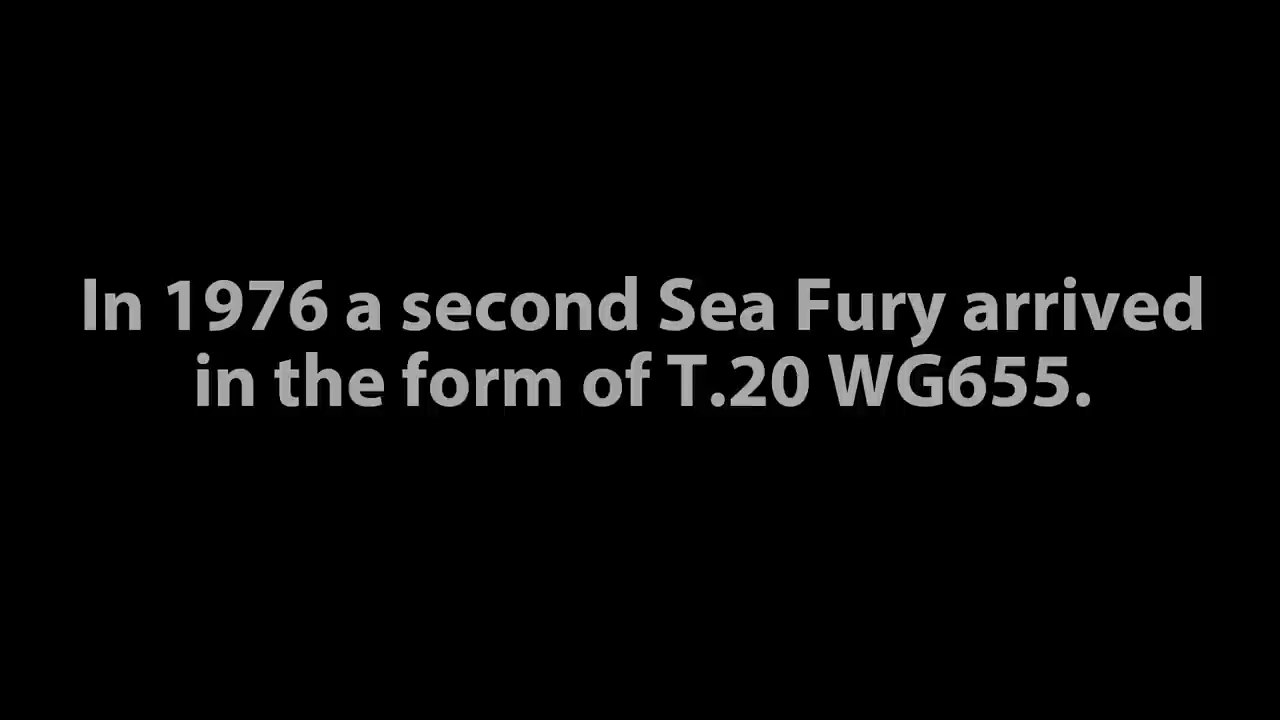 In 1976 a second Sea Fury arrived
in the form of T.20 WG655.